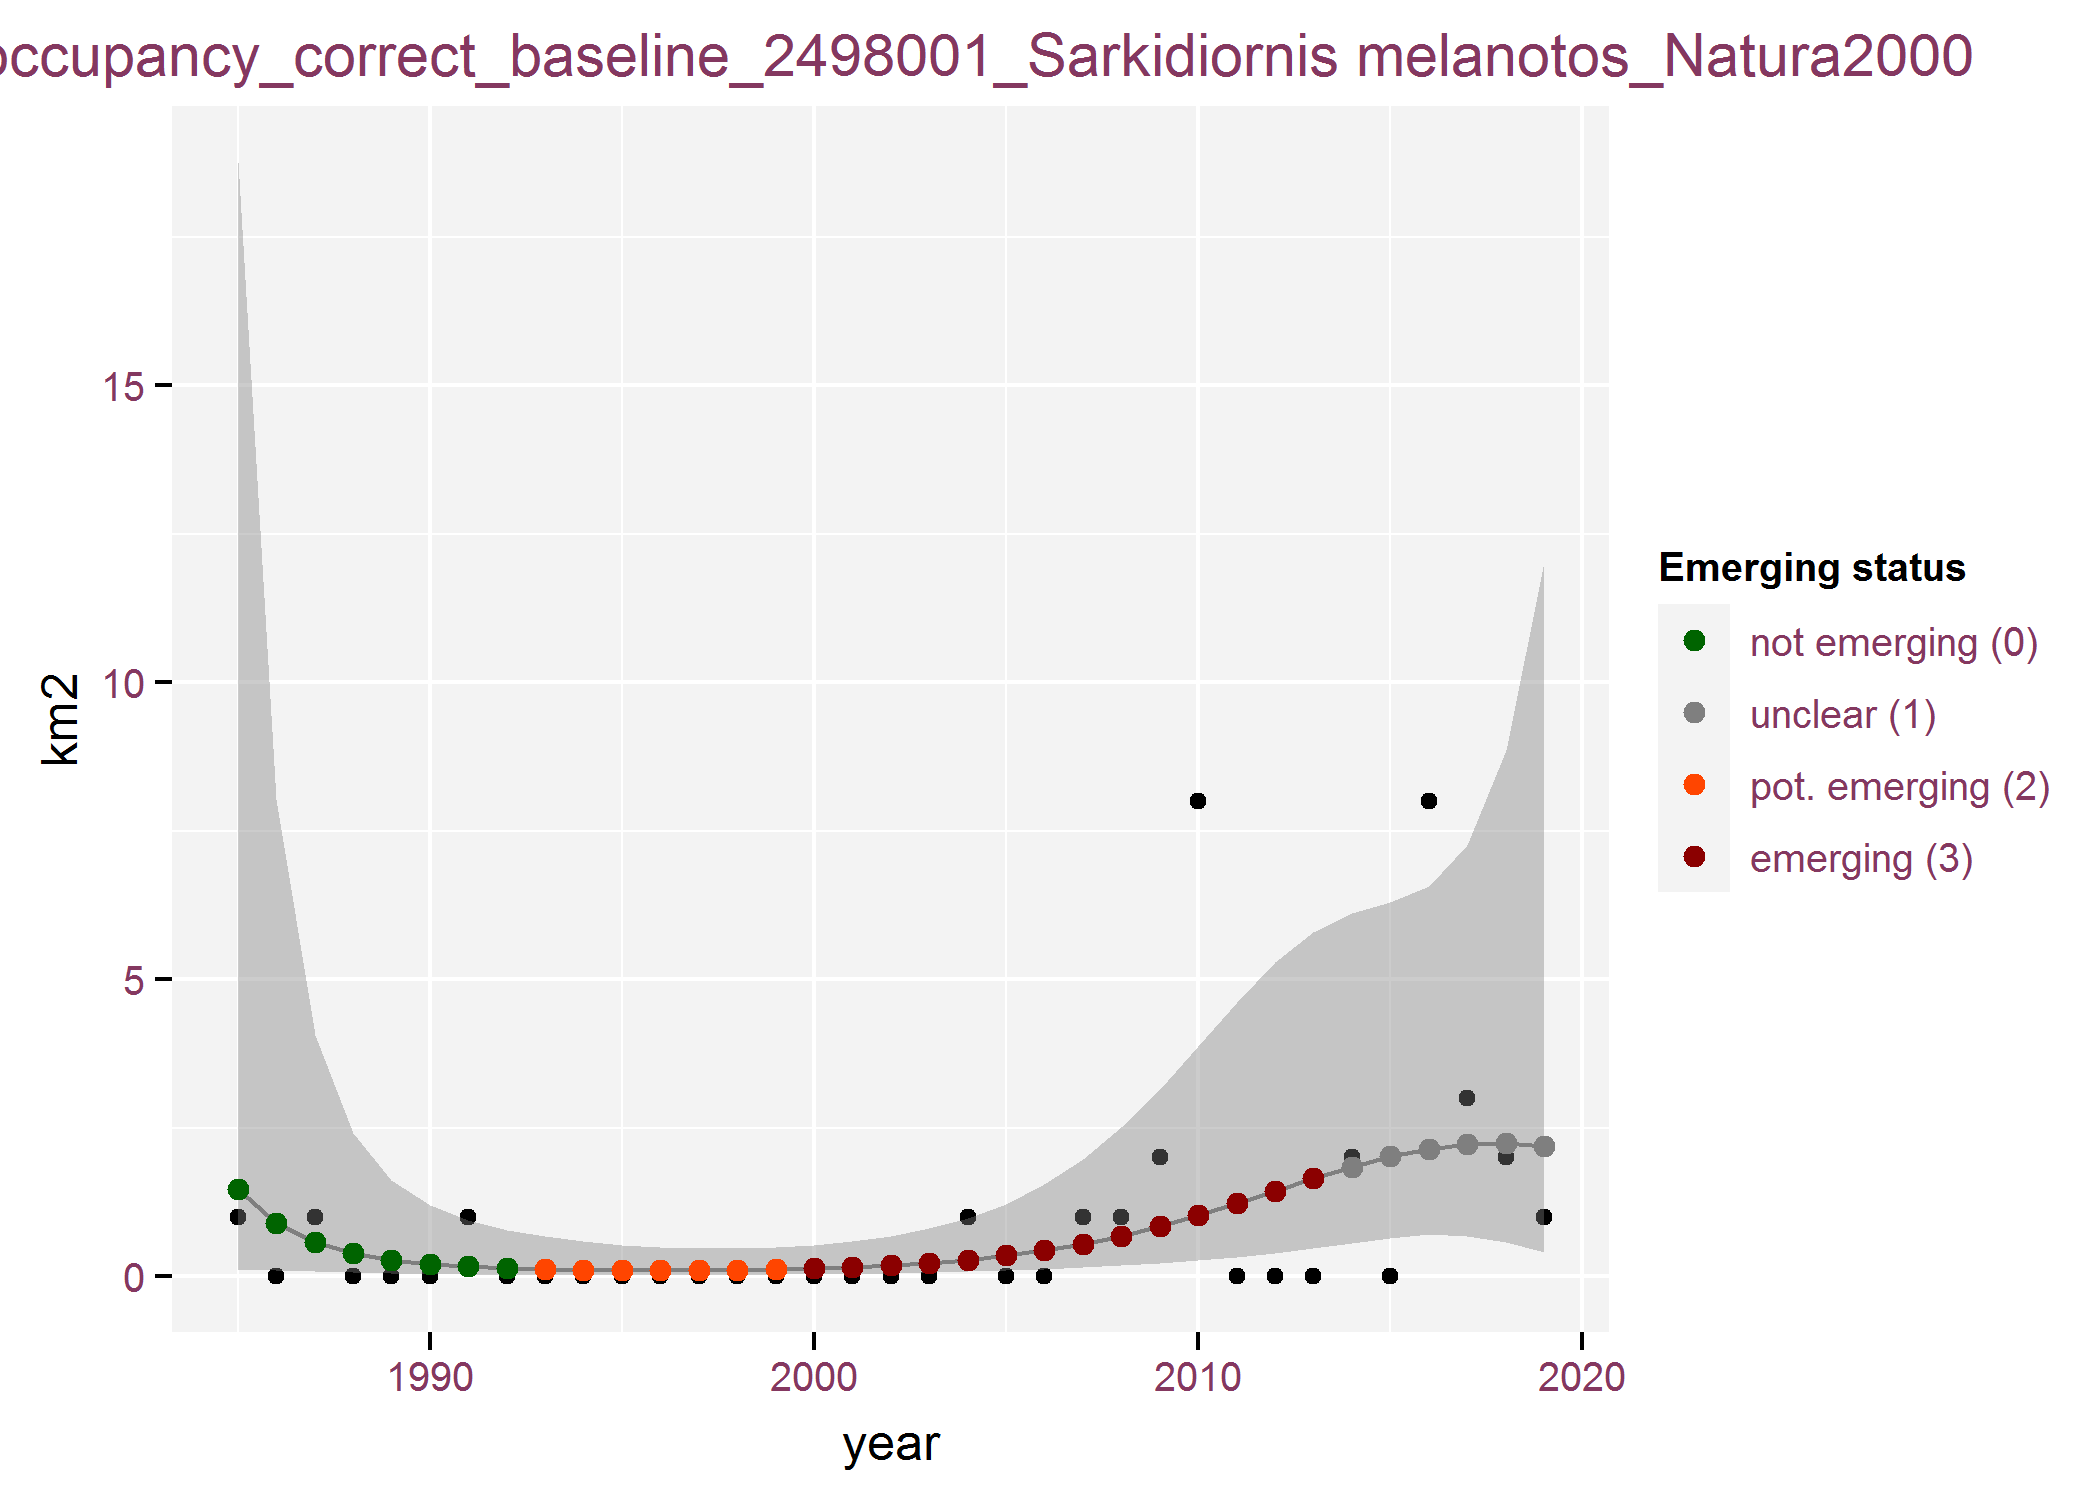 occupancy_correct_baseline_2498001_Sarkidiornis melanotos_Natura2000
km2
15
10
5
0
1990
2000
2010
2020
year
Emerging status
not emerging (0)
unclear (1)
pot. emerging (2)
emerging (3)